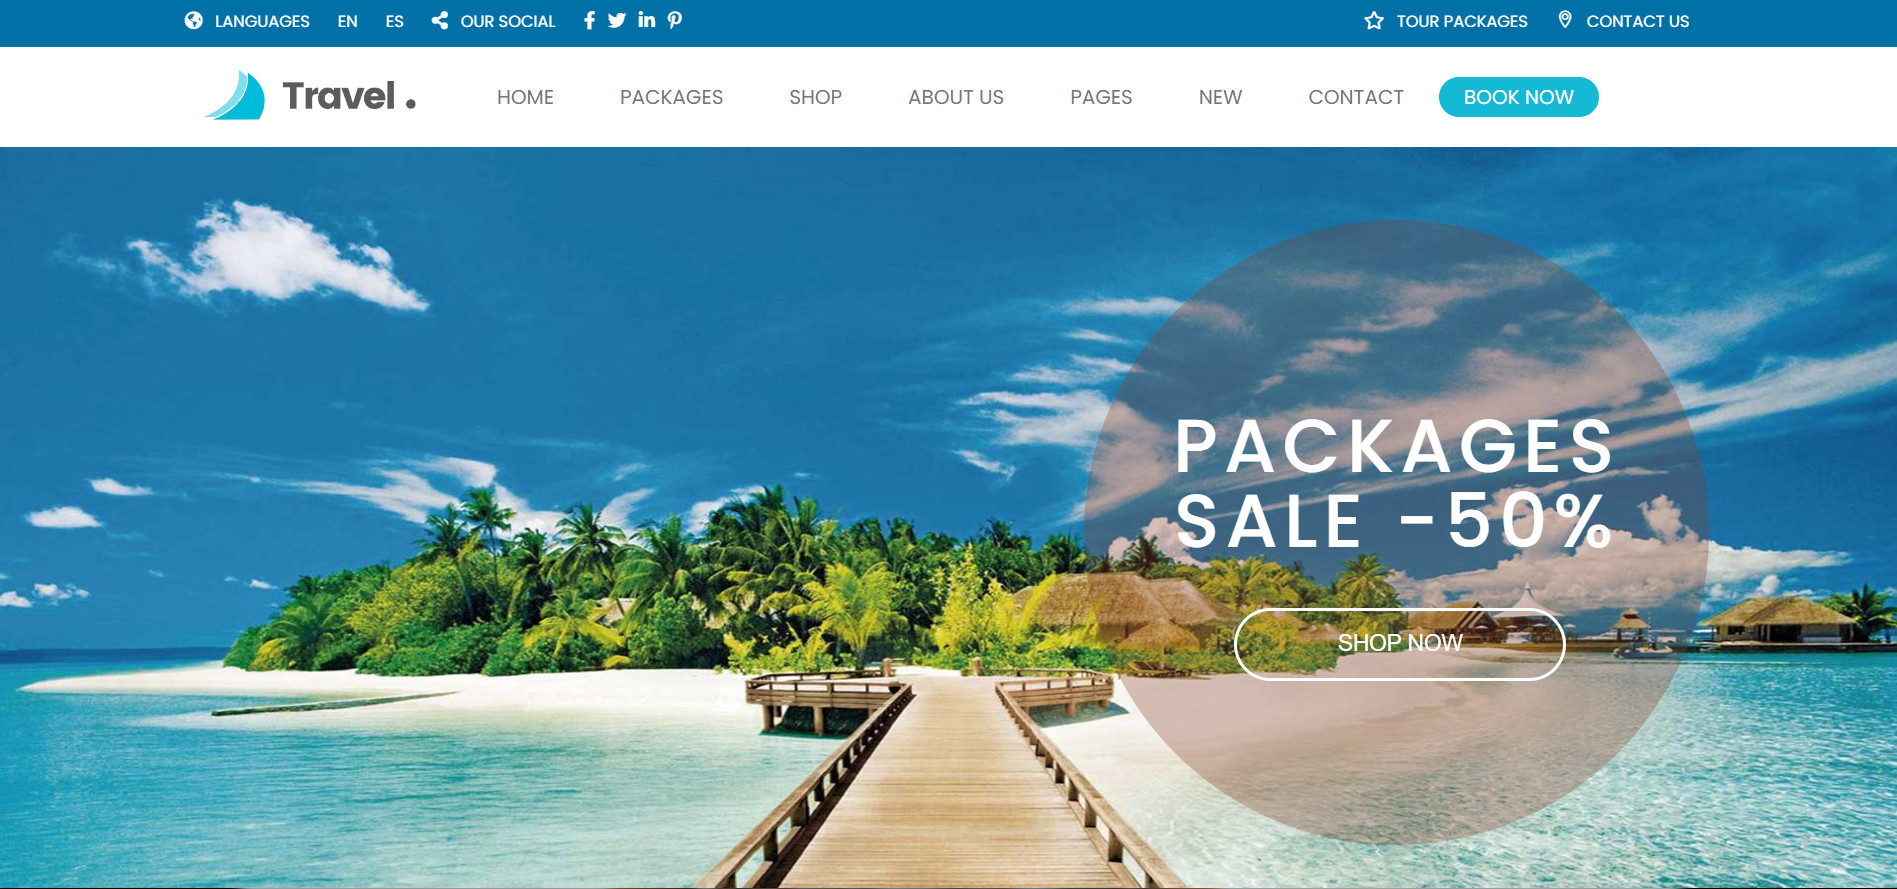 LANGUAGES EN ES OUR SOCIAL TOUR PACKAGES CONTACT US
Travel . HOME PACKAGES SHOP ABOUT US PAGES NEW CONTACT BOOK NOW
PACKAGES
SALE -50%
SHOP NOW